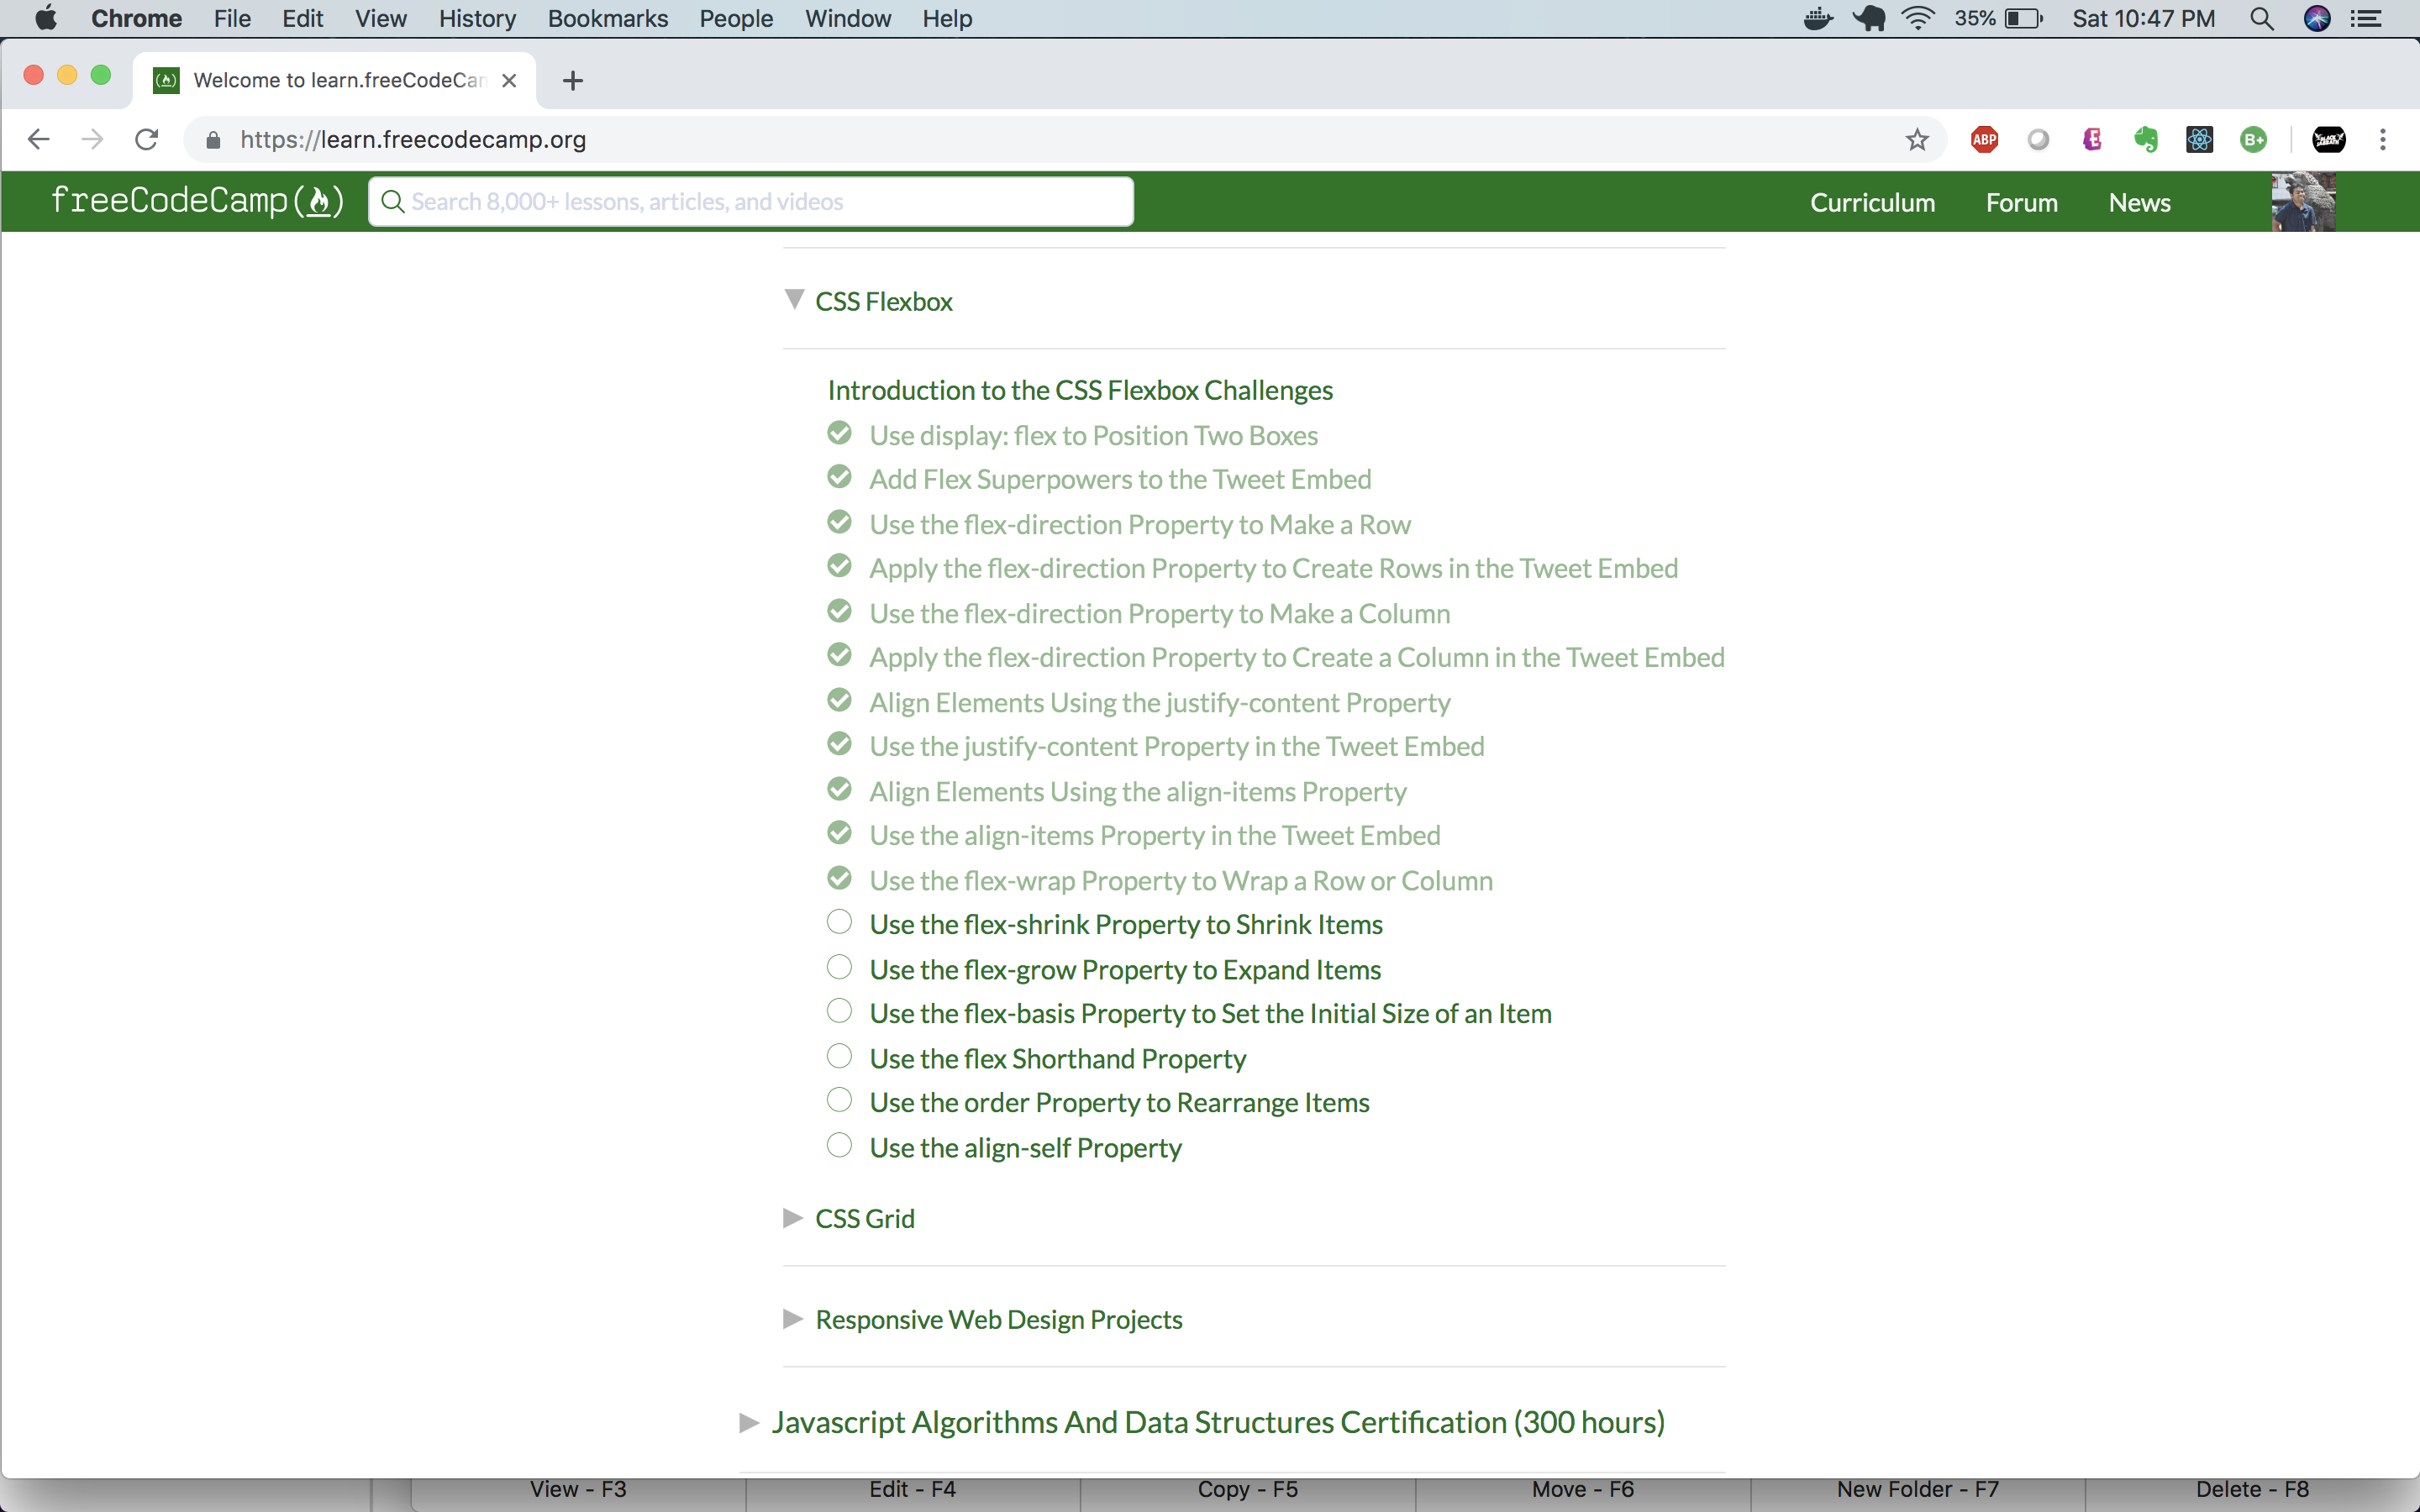 Chrome File Edit View History Bookmarks People Window Help 35% Sat 10:47 PM
Welcome to learn.freeCodeCam
https://learn.freecodecamp.org ABP B+
freeCodeCamp Search 8,000+ lessons, articles, and videos Curriculum Forum News
CSS Flexbox
Introduction to the CSS Flexbox Challenges
Use display: flex to Position Two Boxes
Add Flex Superpowers to the Tweet Embed
Use the flex-direction Property to Make a Row
Apply the flex-direction Property to Create Rows in the Tweet Embed
Use the flex-direction Property to Make a Column
Apply the flex-direction Property to Create a Column in the Tweet Embed
Align Elements Using the justify-content Property
Use the justify-content Property in the Tweet Embed
Align Elements Using the align-items Property
Use the align-items Property in the Tweet Embed
Use the flex-wrap Property to Wrap a Row or Column
Use the flex-shrink Property to Shrink Items
Use the flex-grow Property to Expand Items
Use the flex-basis Property to Set the Initial Size of an Item
Use the flex Shorthand Property
Use the order Property to Rearrange Items
Use the align-self Property
CSS Grid
Responsive Web Design Projects
Javascript Algorithms And Data Structures Certification (300 hours)
View - F3 Edit - F4 Copy - F5 Move - F6 New Folder - F7 Delete - F8